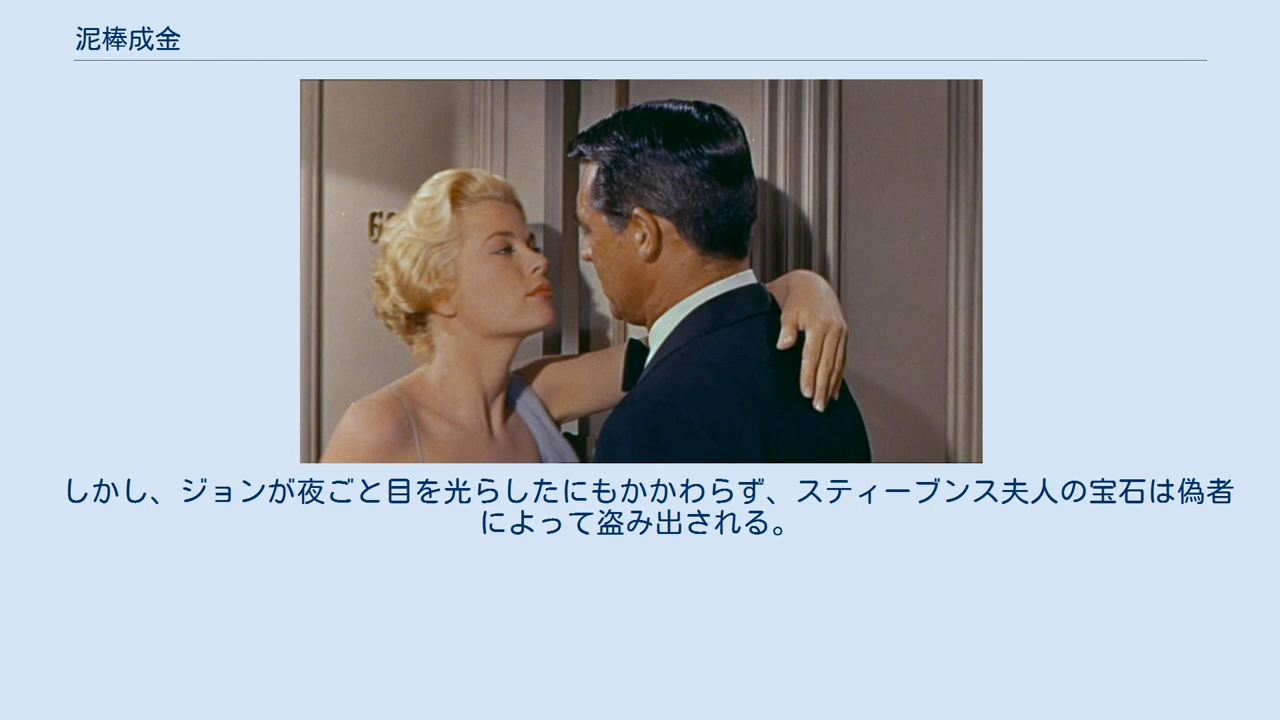 泥棒成金
しかし、ジョンが夜ごと目を光らしたにもかかわらず、スティーブンス夫人の宝石は偽者
によって盗み出される。